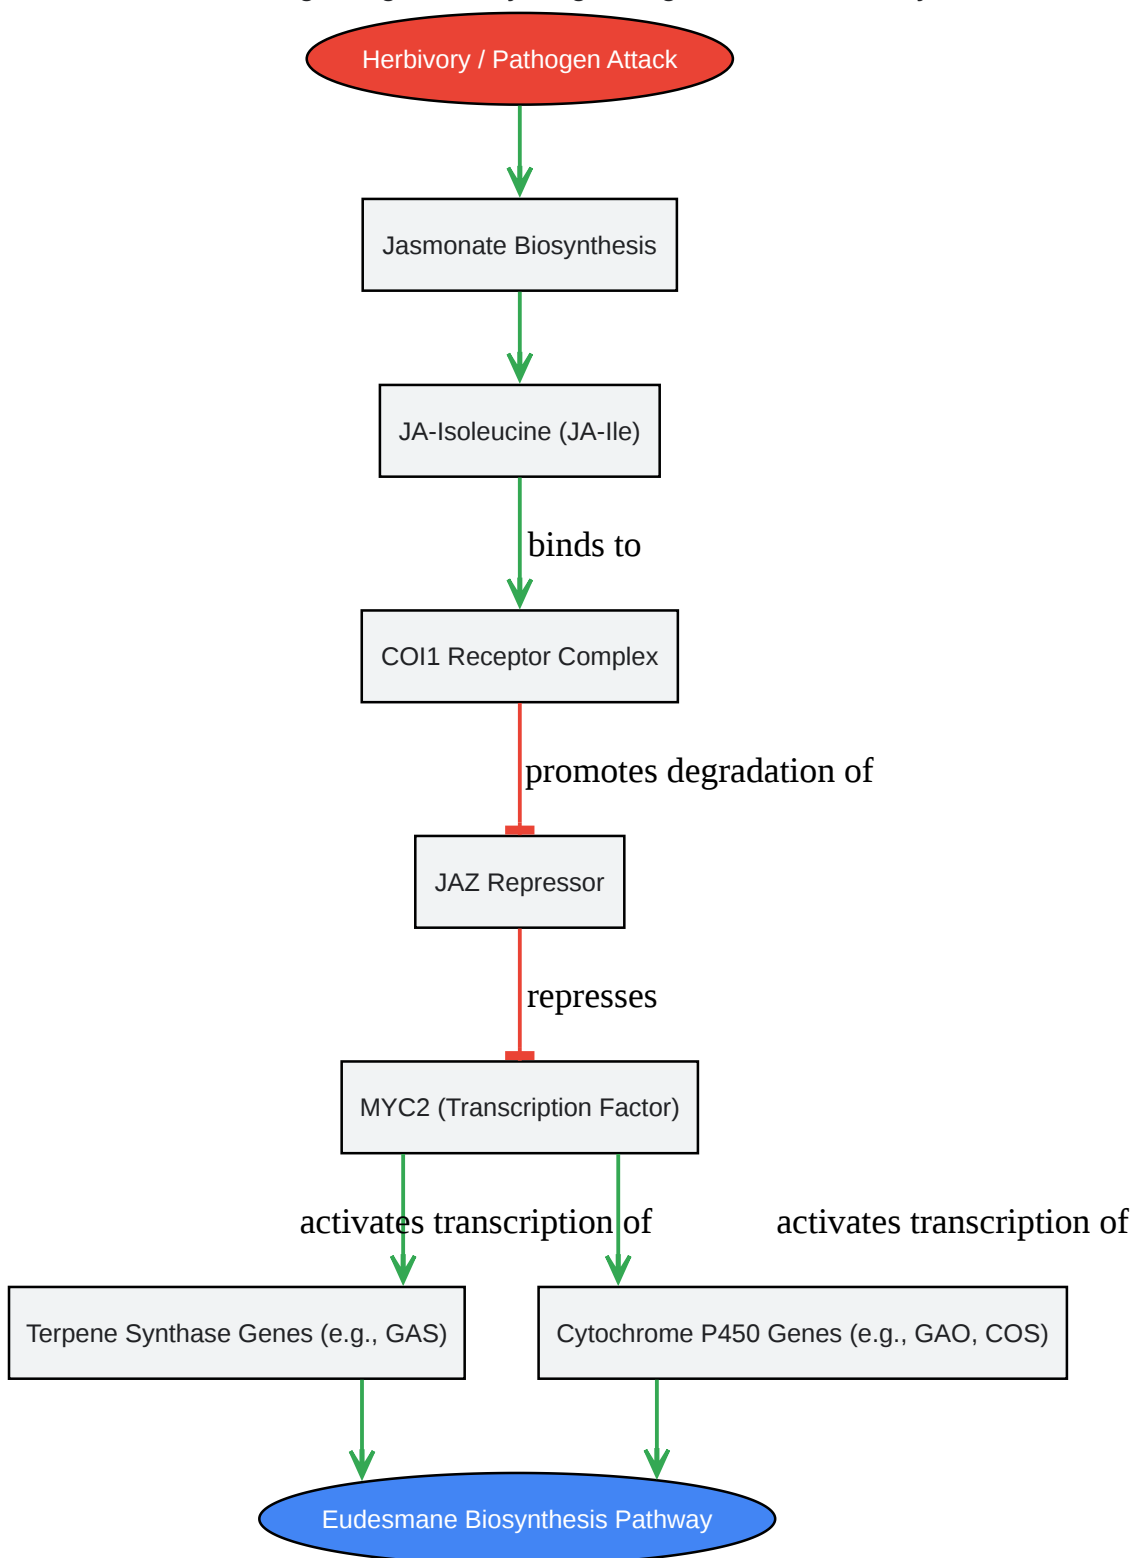 Herbivory / Pathogen Attack
Jasmonate Biosynthesis
JA-Isoleucine (JA-Ile)
binds to
COI1 Receptor Complex
promotes degradation of
JAZ Repressor
represses
MYC2 (Transcription Factor)
activates transcription of
activates transcription of
Terpene Synthase Genes (e.g., GAS)
Cytochrome P450 Genes (e.g., GAO, COS)
Eudesmane Biosynthesis Pathway